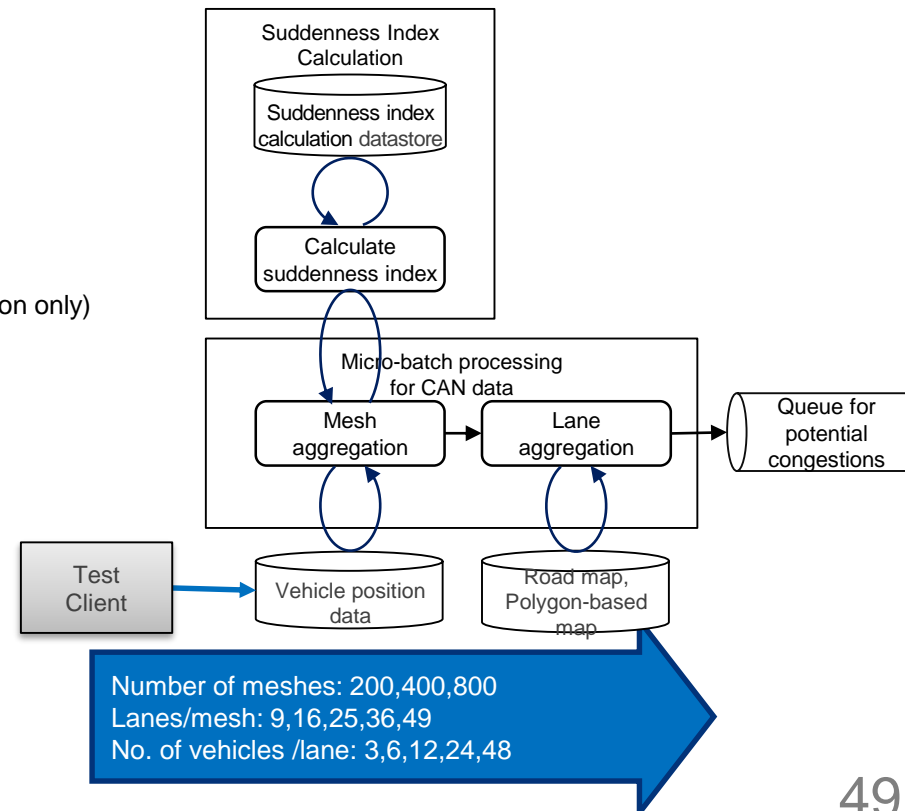 Suddenness Index
Calculation
Suddenness index
calculation datastore
Calculate
suddenness index
on only)
Micro-batch processing
for CAN data
Mesh
aggregation
Lane
aggregation
Queue for
potential
congestions
Test
Client
Vehicle position
data
Road map,
Polygon-based
map
Number of meshes: 200,400,800
Lanes/mesh: 9,16,25,36,49
No. of vehicles /lane: 3,6,12,24,48
49